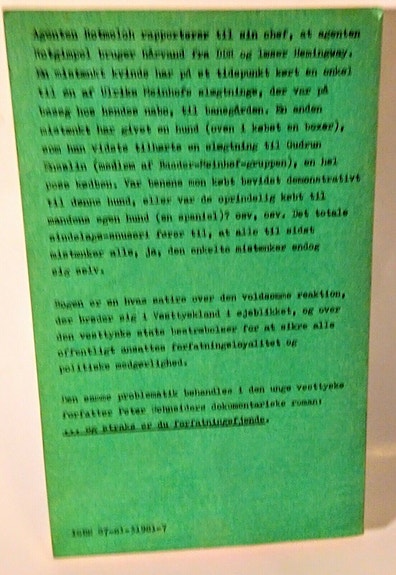 Agenten Rotmolch rapporterer til sin chef, at agenten
Rotgimpel bruger hårvand fra DDR og læser Hemingway.
En mistænkt kvinde har på et tidspunkt kørt en onkel
til en af Ulrike Meinhofs slægtninge, der var på
besøg hos hendes nabo, til banegården. En anden
mistænkt har givet en hund (oven i købet en boxer),
som han vidste tilhørte en slægtning til Gudrun
Ensslin (medlem af Baader-Meinhof-gruppen), en hel
pose kødben: Var benene mon købt bevidst demonstrativt
til denne hund, eller var de oprindelig købt til
mandens egen hund (en spaniel)? osv, osv. Det totale
sindelaps-snuseri fører til, at alle til sidst
mistænker alle, ja, den enkelte mistænker endog
sig selv.
Bogen er en hvas satire over den voldsomme reaktion,
der breder sig i Vesttyskland i øjeblikket, og over
den vesttyske stats bestræbelser for at sikre alle
offentligt ansattes forfatningsloyalitet og
politiske medgørlighed.
Den samme problematik behandles i den unge vesttyske
forfatter Peter Schneiders dokumentariske roman:
... og straks er du forfatningsfjende.
ISBN 87-81-31981-7